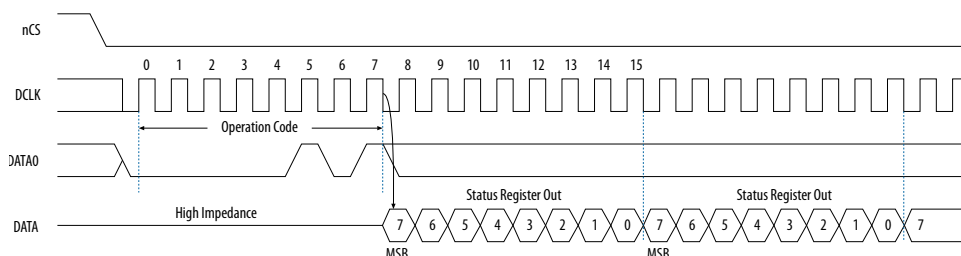 nCS
0 1 2 3 4 5 6 7 8 9 10 11 12 13 14 15
DCLK
Operation Code
DATA0
Status Register Out Status Register Out
High Impedance
DATA 7 6 5 4 3 2 1 0 7 6 5 4 3 2 1 0 7
MSB MSB